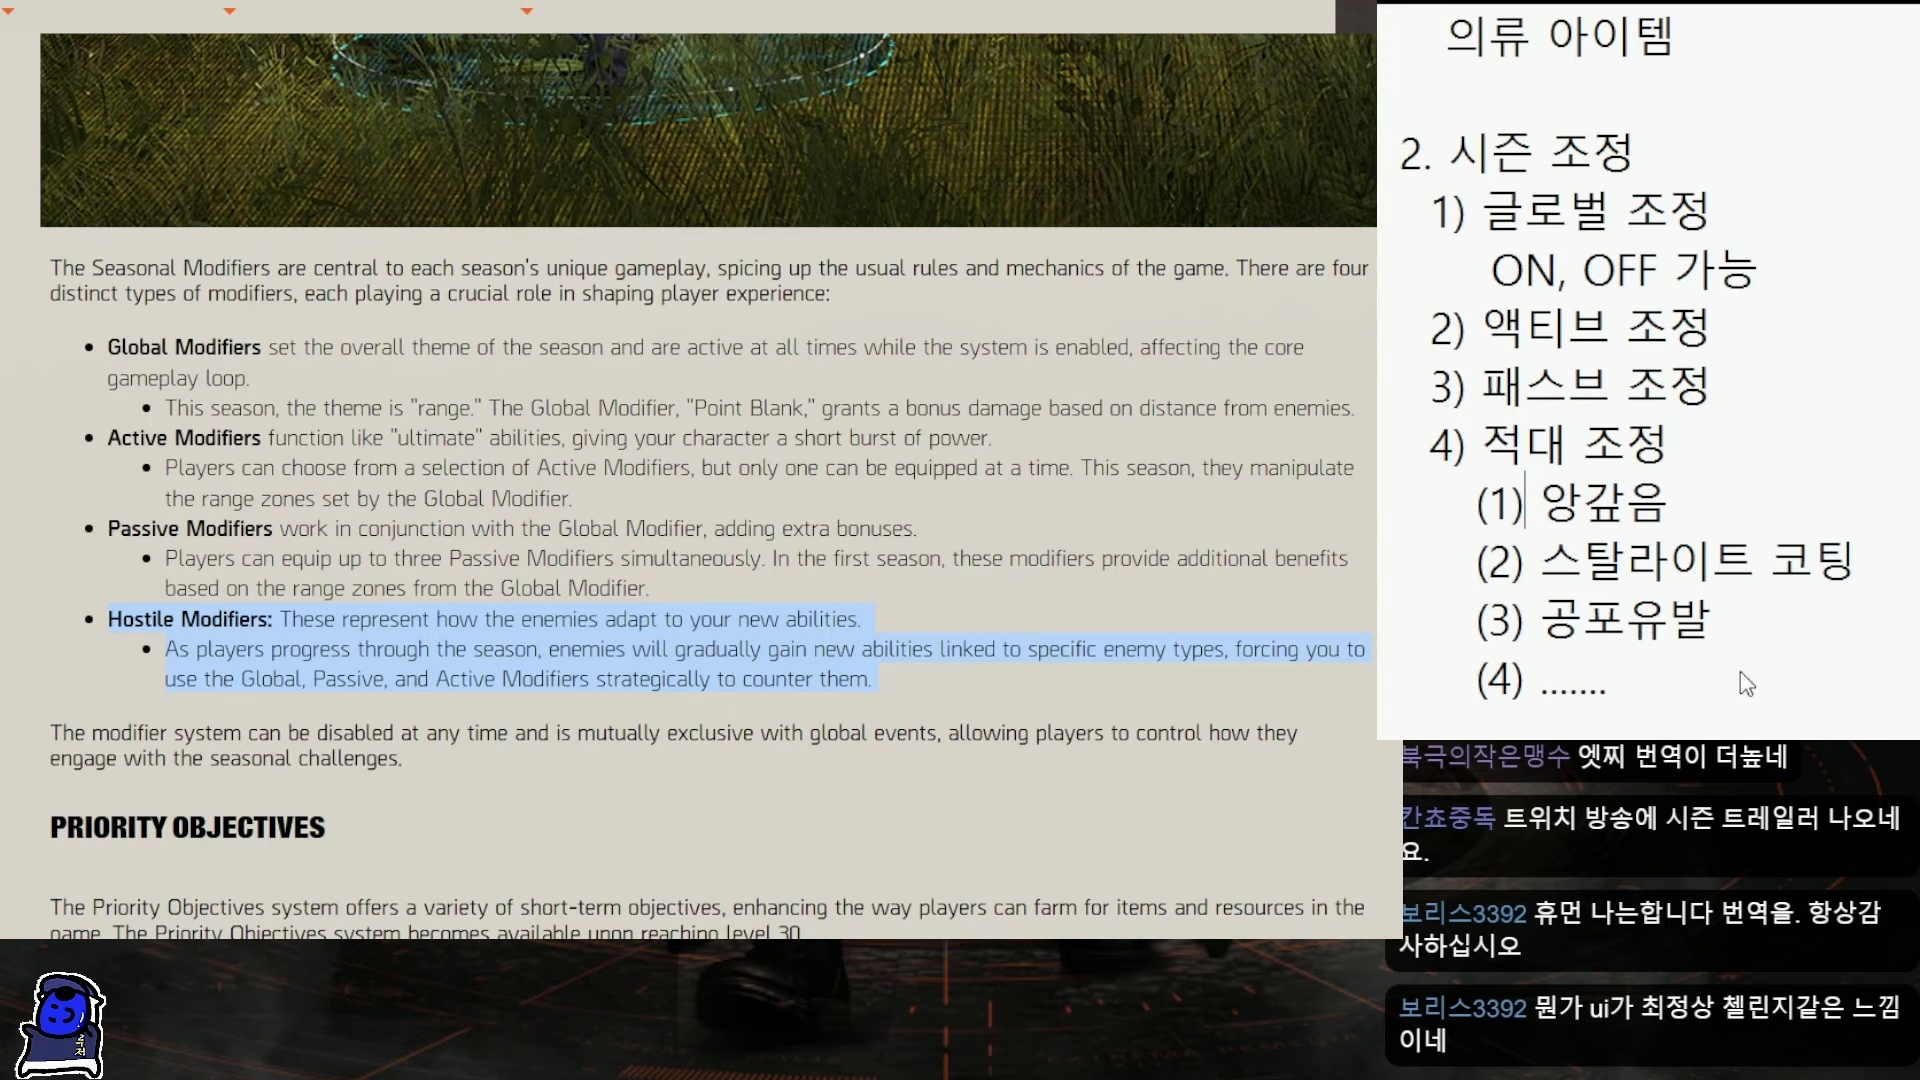 The Seasonal Modifiers are central to each season's unique gameplay, spicing up the usual rules and mechanics of the game. There are four
distinct types of modifiers, each playing a crucial role in shaping player experience:
Global Modifiers set the overall theme of the season and are active at all times while the system is enabled, affecting the core
gameplay loop.
This season, the theme is "range." The Global Modifier, "Point Blank," grants a bonus damage based on distance from enemies.
Active Modifiers function like "ultimate" abilities, giving your character a short burst of power.
Players can choose from a selection of Active Modifiers, but only one can be equipped at a time. This season, they manipulate
the range zones set by the Global Modifier.
Passive Modifiers work in conjunction with the Global Modifier, adding extra bonuses.
Players can equip up to three Passive Modifiers simultaneously. In the first season, these modifiers provide additional benefits
based on the range zones from the Global Modifier.
Hostile Modifiers: These represent how the enemies adapt to your new abilities.
As players progress through the season, enemies will gradually gain new abilities linked to specific enemy types, forcing you to
use the Global, Passive, and Active Modifiers strategically to counter them.
The modifier system can be disabled at any time and is mutually exclusive with global events, allowing players to control how they
engage with the seasonal challenges.
PRIORITY OBJECTIVES
The Priority Objectives system offers a variety of short-term objectives, enhancing the way players can farm for items and resources in the
game. The Priority Objectives system becomes available upon reaching level 30.
의류 아이템
2. 시즌 조정
1) 글로벌 조정
ON, OFF 가능
2) 액티브 조정
3) 패스브 조정
4) 적대 조정
(1) 앙갚음
(2) 스탈라이트 코팅
(3) 공포유발
(4) .......
북극의작은맹수 엣찌 번역이 더높네
칸쵸중독 트위치 방송에 시즌 트레일러 나오네
요.
보리스3392 휴먼 나는합니다 번역을. 항상감
사하십시오
보리스3392 뭔가 ui가 최정상 첼린지같은 느낌
이네